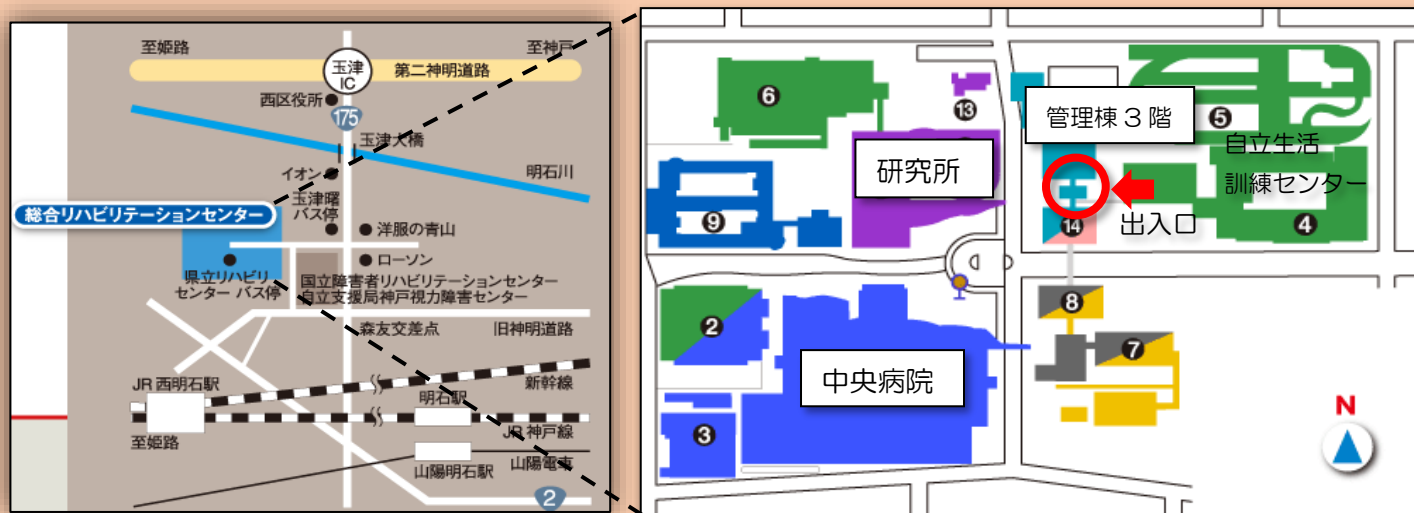 至姫路
至神戸
玉津
IC
第二神明道路
西区役所
175
玉津大橋
イオン
明石川
玉津曙
バス停
総合リハビリテーションセンター
洋服の青山
ローソン
県立リハビリ
センター バス停
国立障害者リハビリテーションセンター
自立支援局神戸視力障害センター
森友交差点
旧神明道路
JR 西明石駅
新幹線
明石駅
JR 神戸線
至姫路
山陽明石駅
山陽電車
2
6
13
管理棟3階
5
自立生活
訓練センター
研究所
9
14
出入口
4
2
8
7
中央病院
3
N